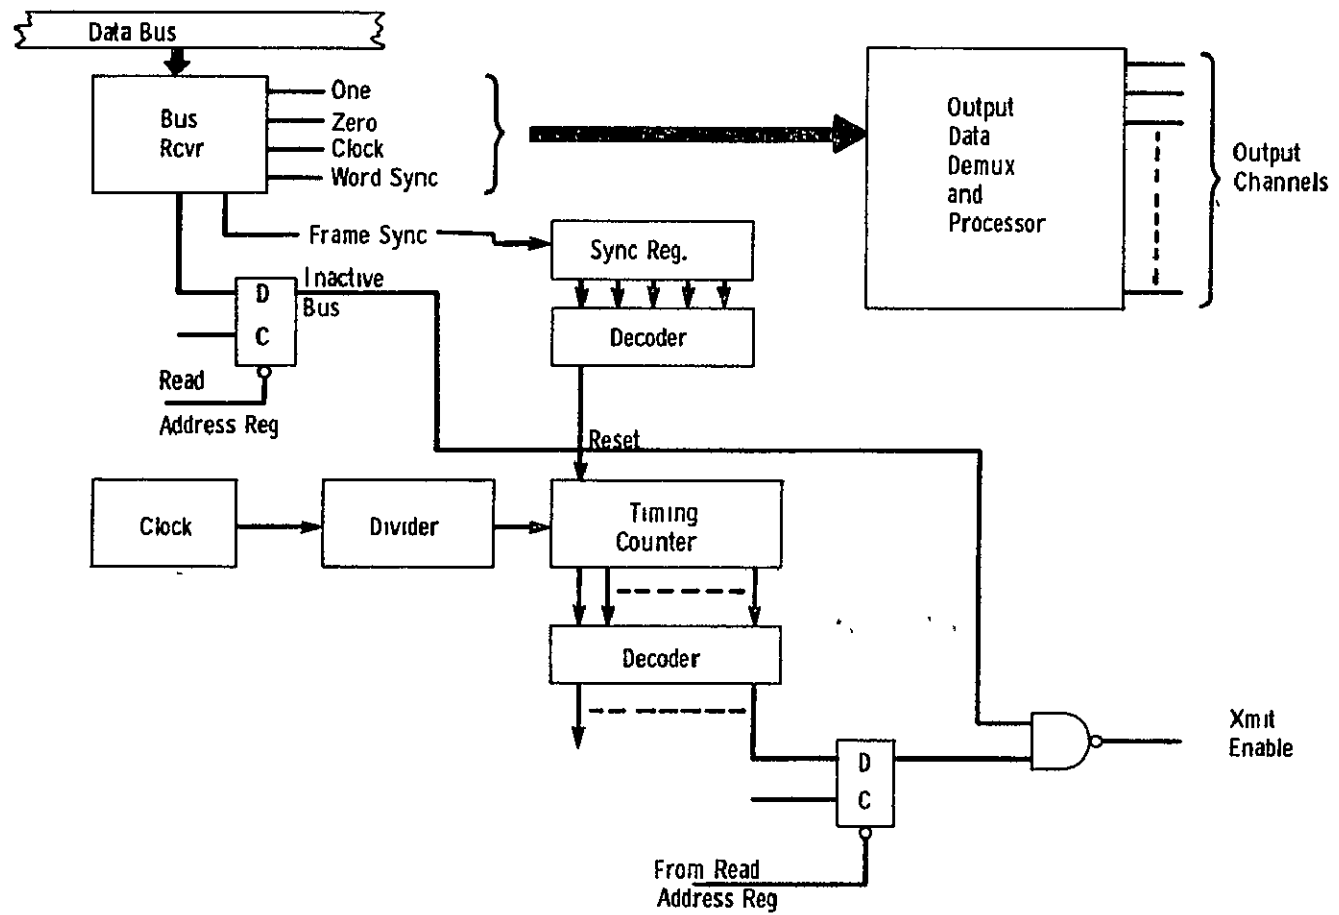 Data Bus
Bus
Rcvr
One
Zero
Clock
Word Sync
Output
Data
Demux
and
Processor
Output
Channels
Frame Sync
Sync Reg.
Decoder
D
C
Inactive
Bus
Read
Address Reg
Reset
Clock
Divider
Timing
Counter
Decoder
D
C
Xmit
Enable
From Read
Address Reg